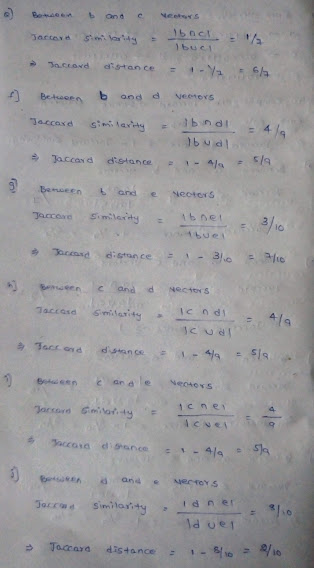 e) Between b and c vectors
Jaccard Similarity = |b∩c| / |b∪c| = 1/2
⇒ Jaccard distance = 1 - 1/2 = 6/7
f) Between b and d vectors
Jaccard similarity = |b∩d| / |b∪d| = 4/9
⇒ Jaccard distance = 1 - 4/9 = 5/9
g) Between b and e vectors
Jaccard Similarity = |b∩e| / |b∪e| = 3/10
⇒ Jaccard distance = 1 - 3/10 = 7/10
h) Between c and d vectors
Jaccard similarity = |c∩d| / |c∪d| = 4/9
⇒ Jaccard distance = 1 - 4/9 = 5/9
i) Between c and e vectors
Jaccard similarity = |c∩e| / |c∪e| = 4/9
⇒ Jaccard distance = 1 - 4/9 = 5/9
j) Between d and e vectors
Jaccard similarity = |d∩e| / |d∪e| = /10
⇒ Jaccard distance = 1 - /10 = /10